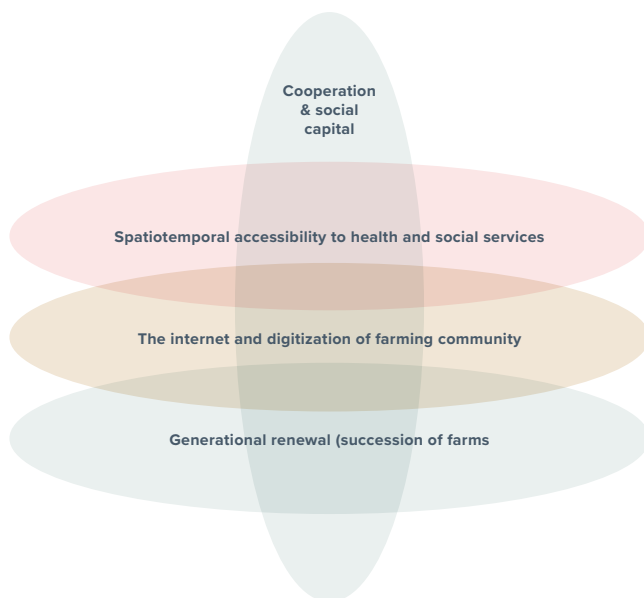 Cooperation
& social
capital
Spatiotemporal accessibility to health and social services
The internet and digitization of farming community
Generational renewal (succession of farms